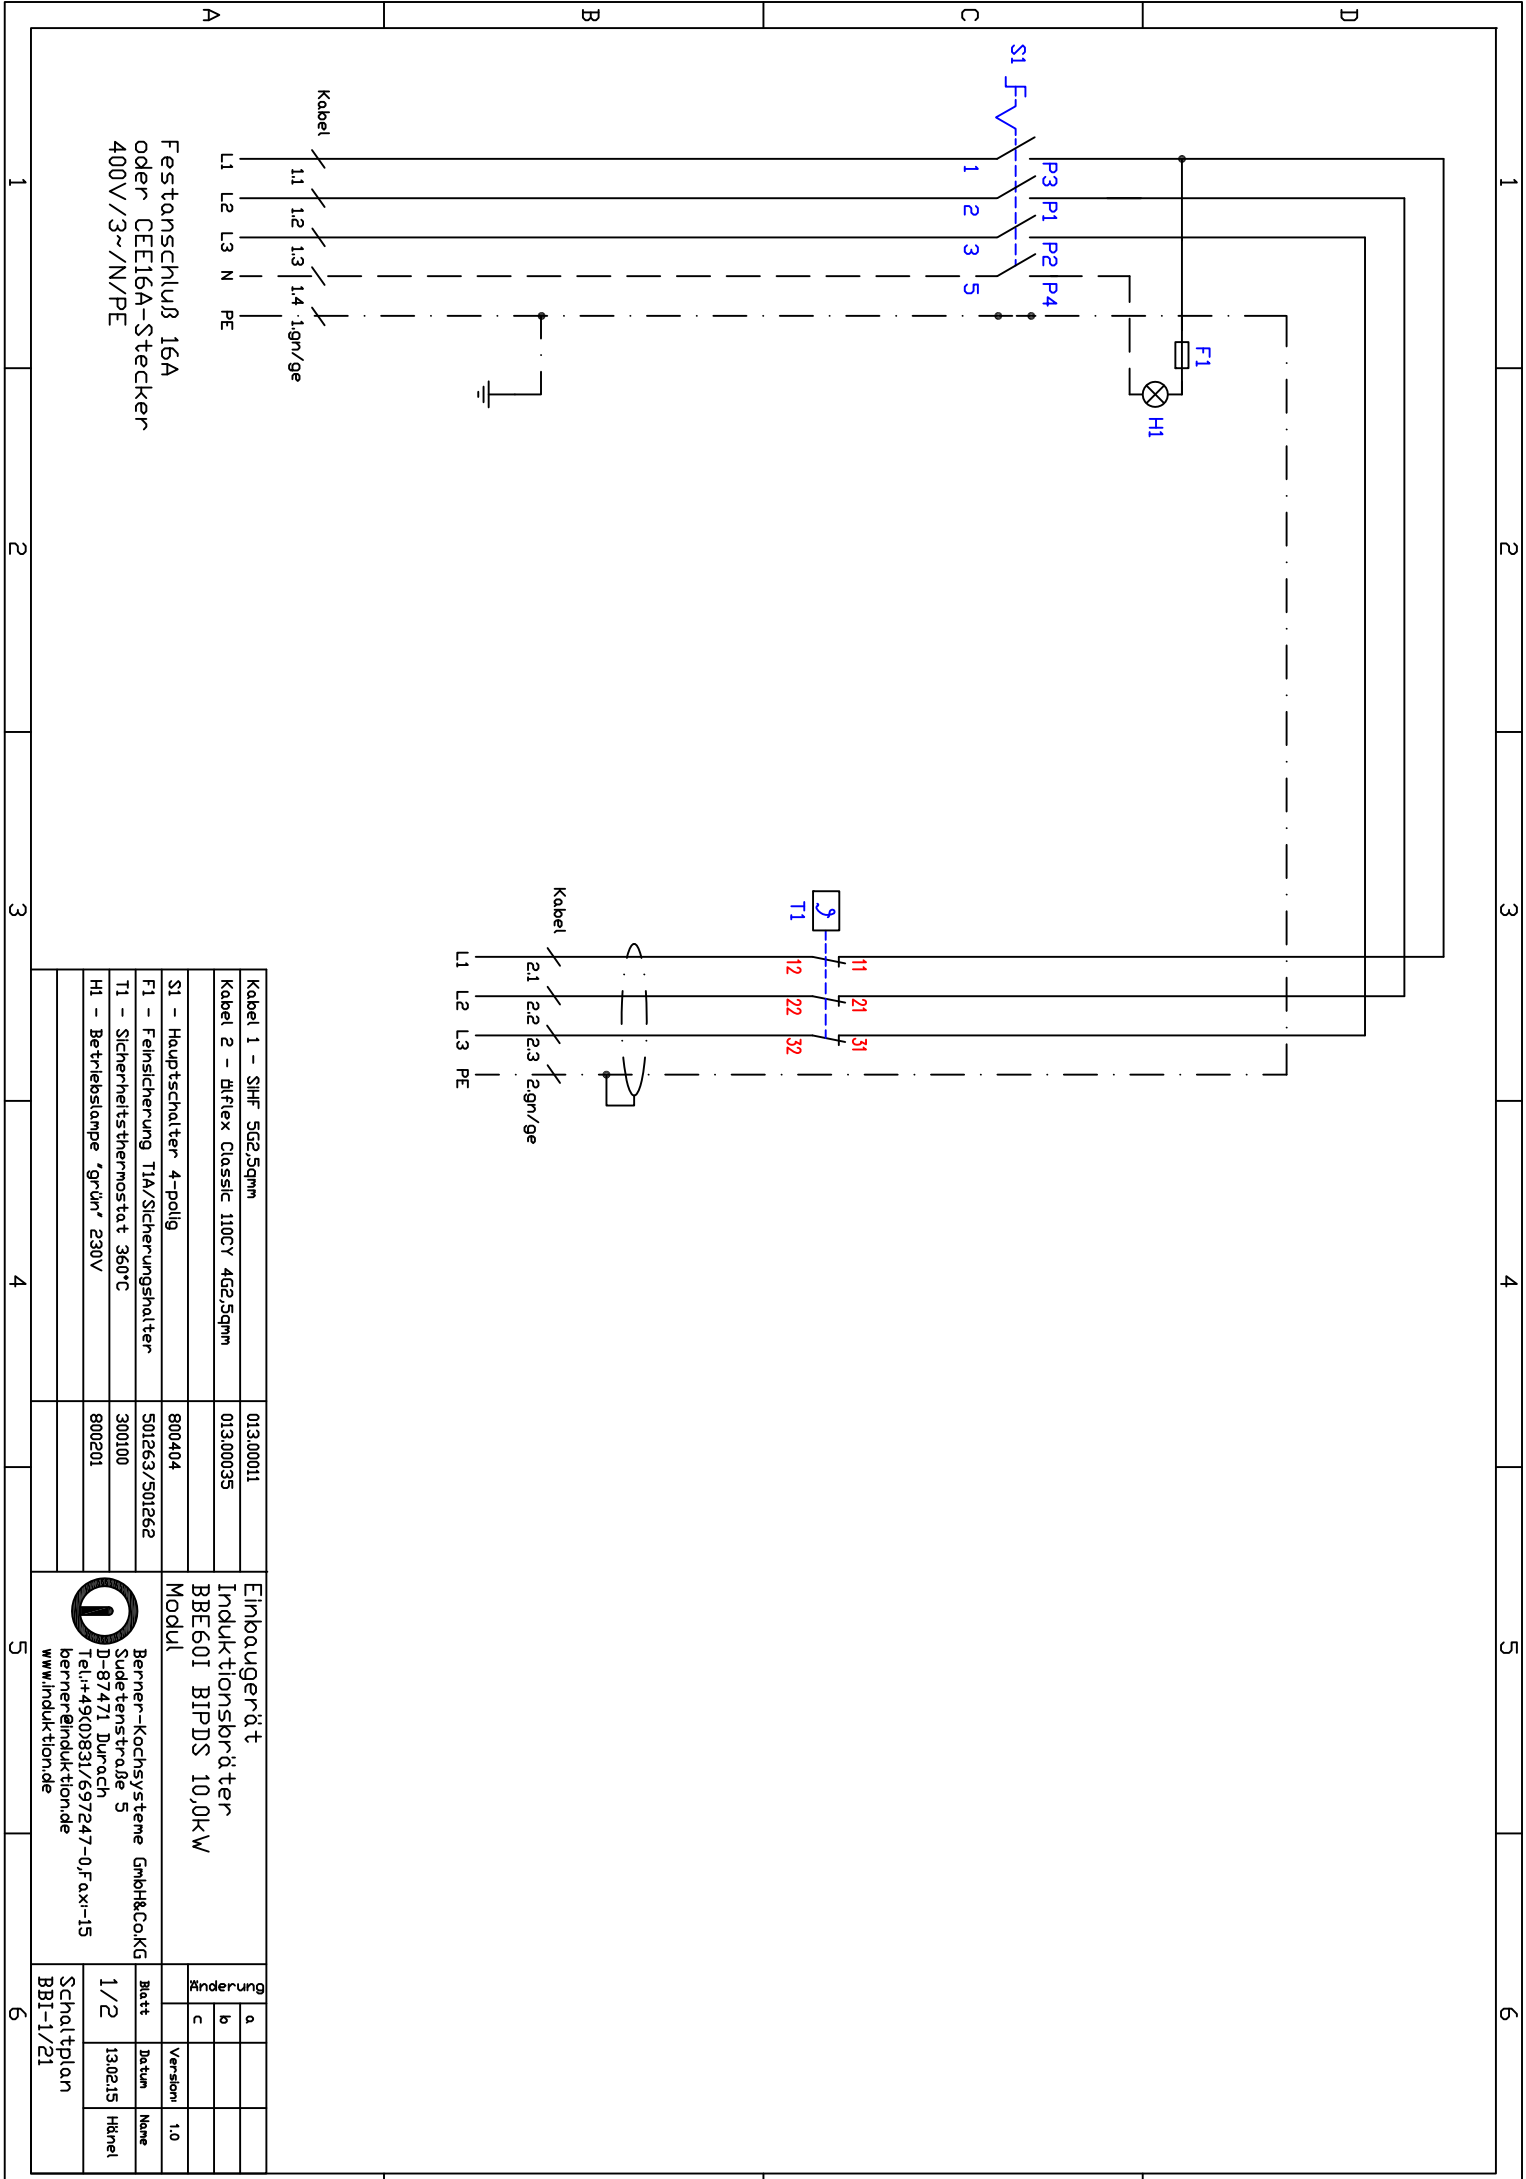 1
2
3
4
5
6
D
C
B
A
S1
P3
P1
P2
P4
1
2
3
5
F1
H1
Kabel
1.1
1.2
1.3
1.4
1.gn/ge
L1
L2
L3
N
PE
Festanschluß 16A
oder CEE16A-Stecker
400V/3~/N/PE
T1
11
21
31
12
22
32
Kabel
2.1
2.2
2.3
2.gn/ge
L1
L2
L3
PE
Kabel 1 - SIHF 5G2,5qmm 013.00011
Kabel 2 - Ölflex Classic 110CY 4G2,5qmm 013.00035
S1 - Hauptschalter 4-polig 800404
F1 - Feinsicherung T1A/Sicherungshalter 501263/501262
T1 - Sicherheitsthermostat 360°C 300100
H1 - Betriebslampe "grün" 230V 800201
Einbaugerät
Induktionsbräter
BBE60I BIPDS 10,0kW
Modul
Berner-Kochsysteme GmbH&Co.KG
Sudetenstraße 5
D-87471 Durach
Tel.:+49(0)831/697247-0,Fax:-15
berner@induktion.de
www.induktion.de
Änderung
a
b
c
Version: 1.0
Blatt Datum Name
1/2 13.02.15 Hänel
Schaltplan
BBI-1/21
1
2
3
4
5
6